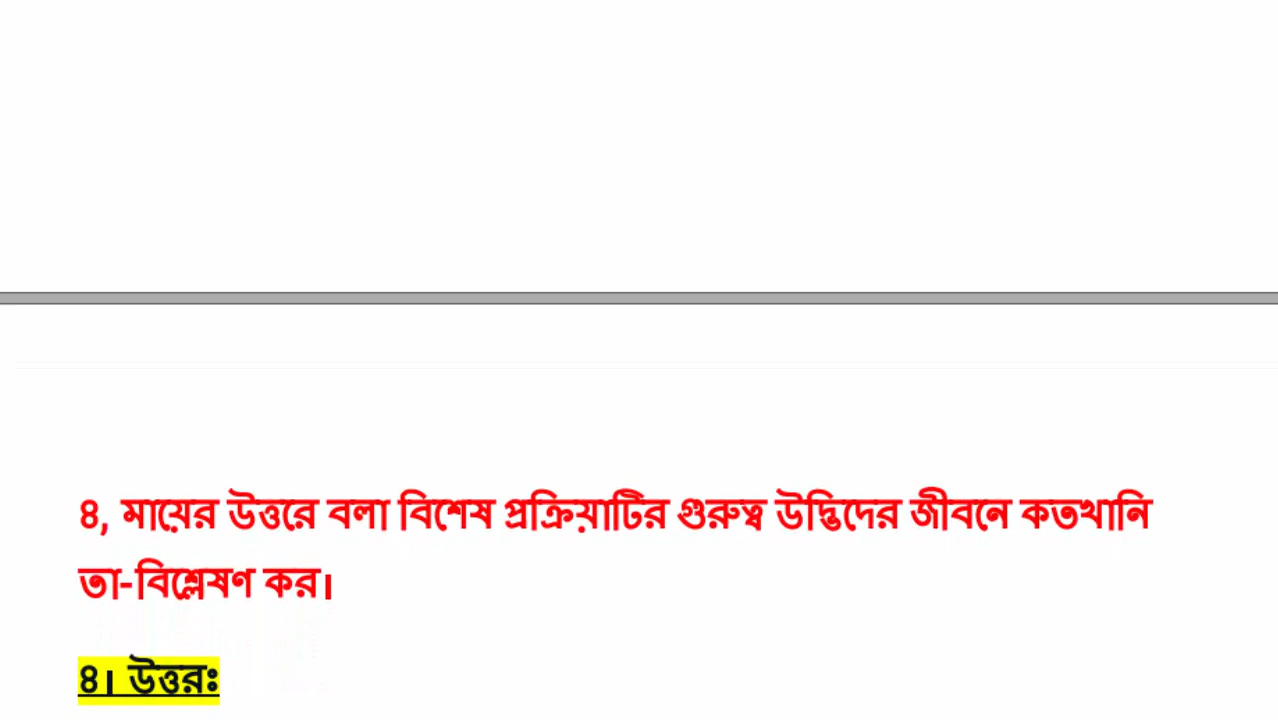 ৪, মায়ের উত্তরে বলা বিশেষ প্রক্রিয়াটির গুরুত্ব উদ্ভিদের জীবনে কতখানি
তা-বিশ্লেষণ কর।
৪। উত্তরঃ